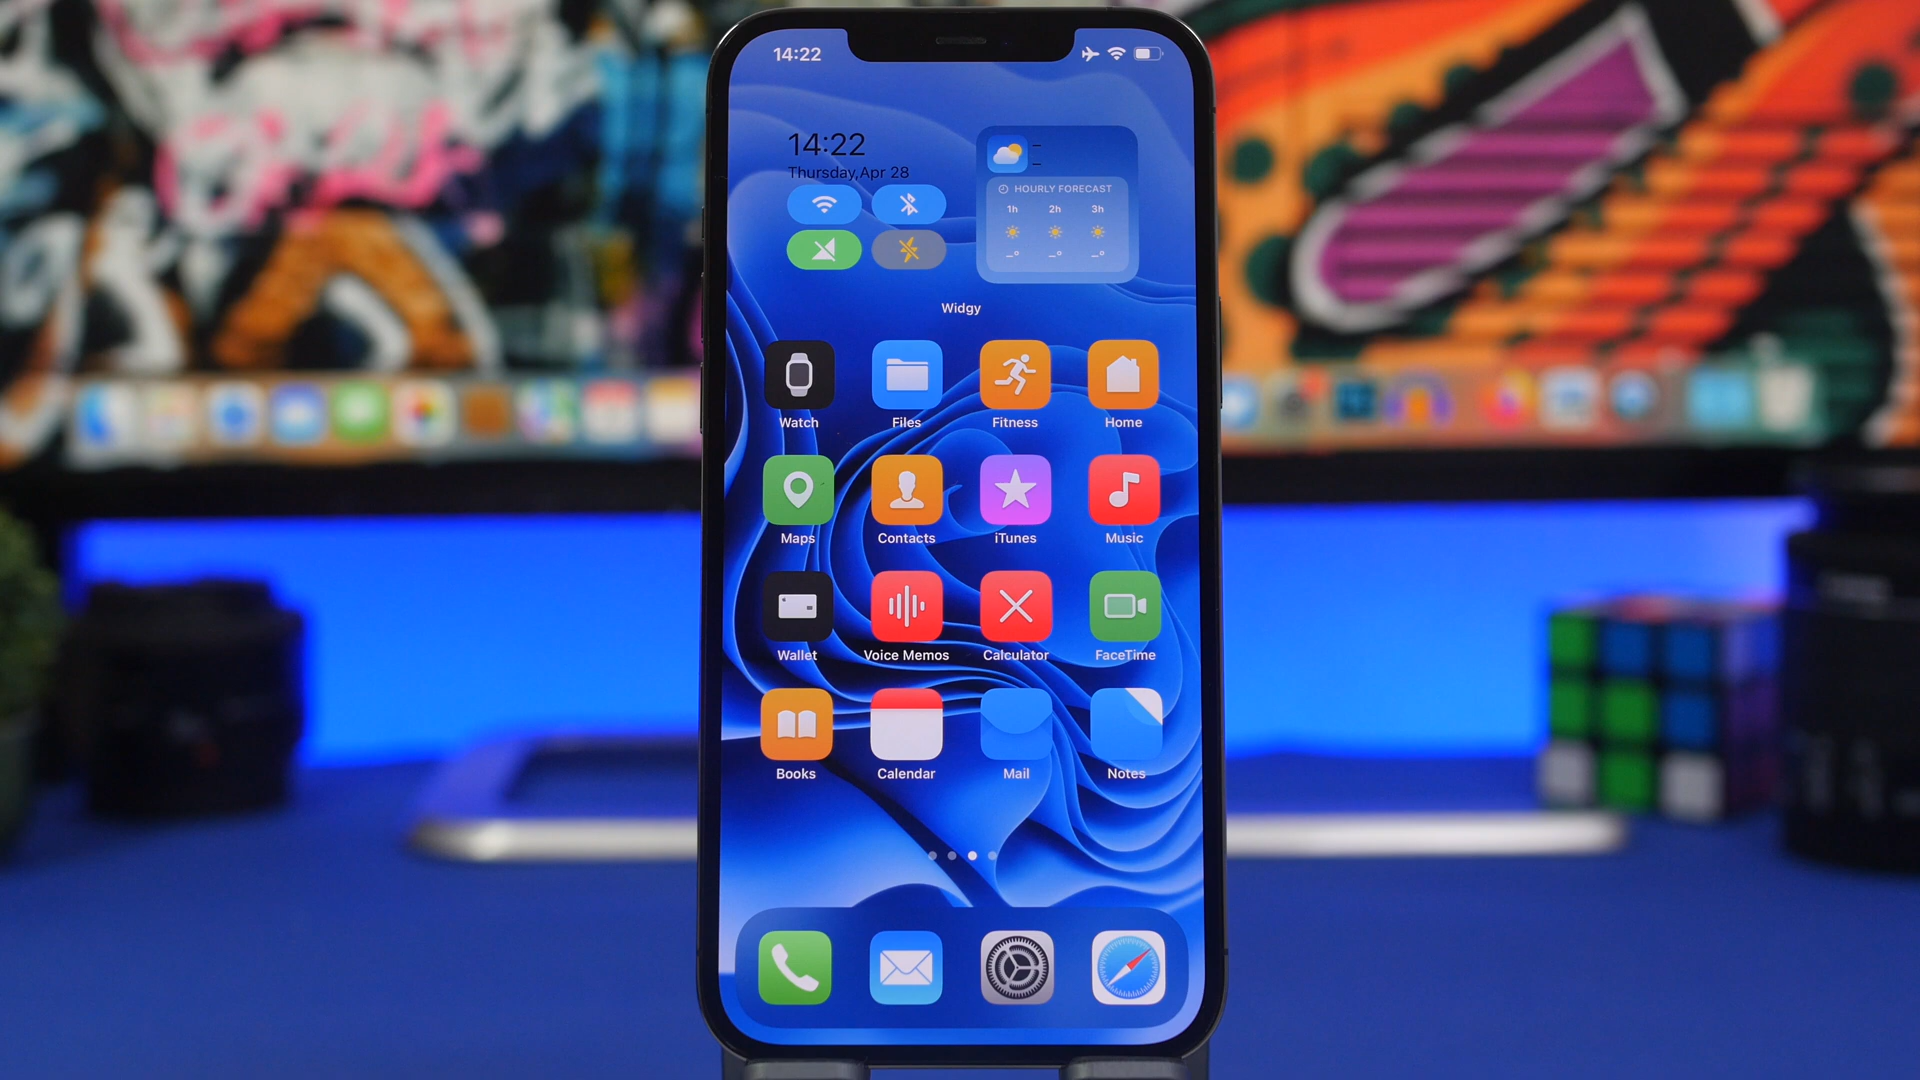 14:22
14:22
Thursday,Apr 28
HOURLY FORECAST
1h 2h 3h
_° _° _°
Widgy
Watch Files Fitness Home
Maps Contacts iTunes Music
Wallet Voice Memos Calculator FaceTime
Books Calendar Mail Notes